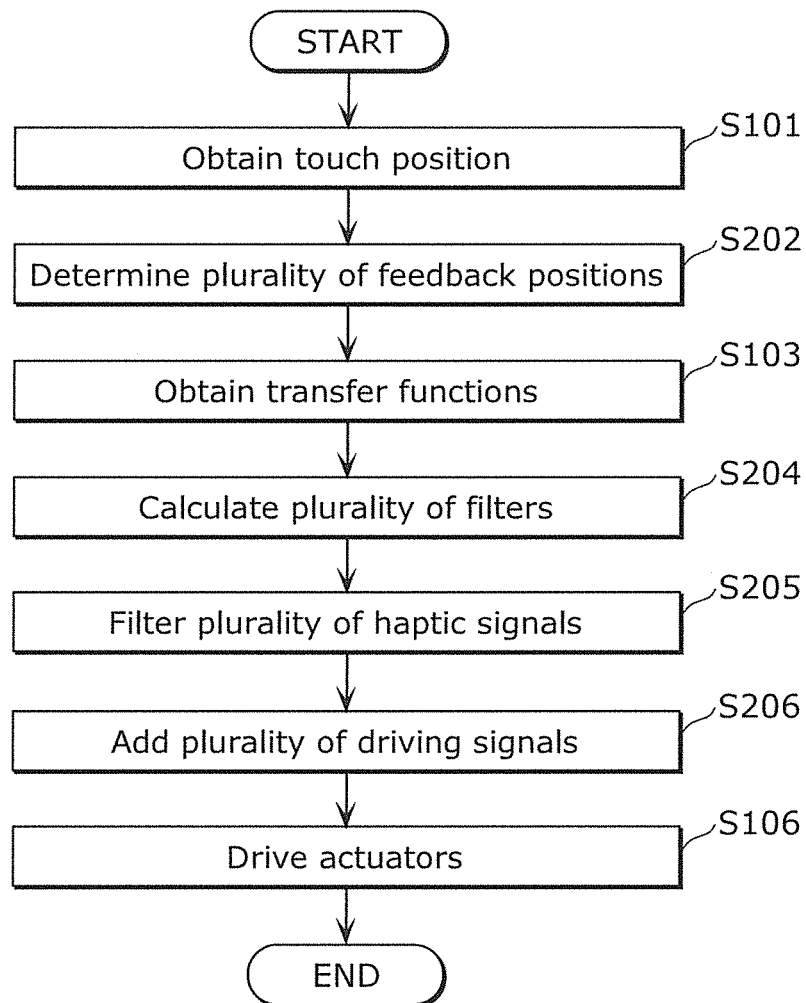 START
S101
Obtain touch position
S202
Determine plurality of feedback positions
S103
Obtain transfer functions
S204
Calculate plurality of filters
S205
Filter plurality of haptic signals
S206
Add plurality of driving signals
S106
Drive actuators
END